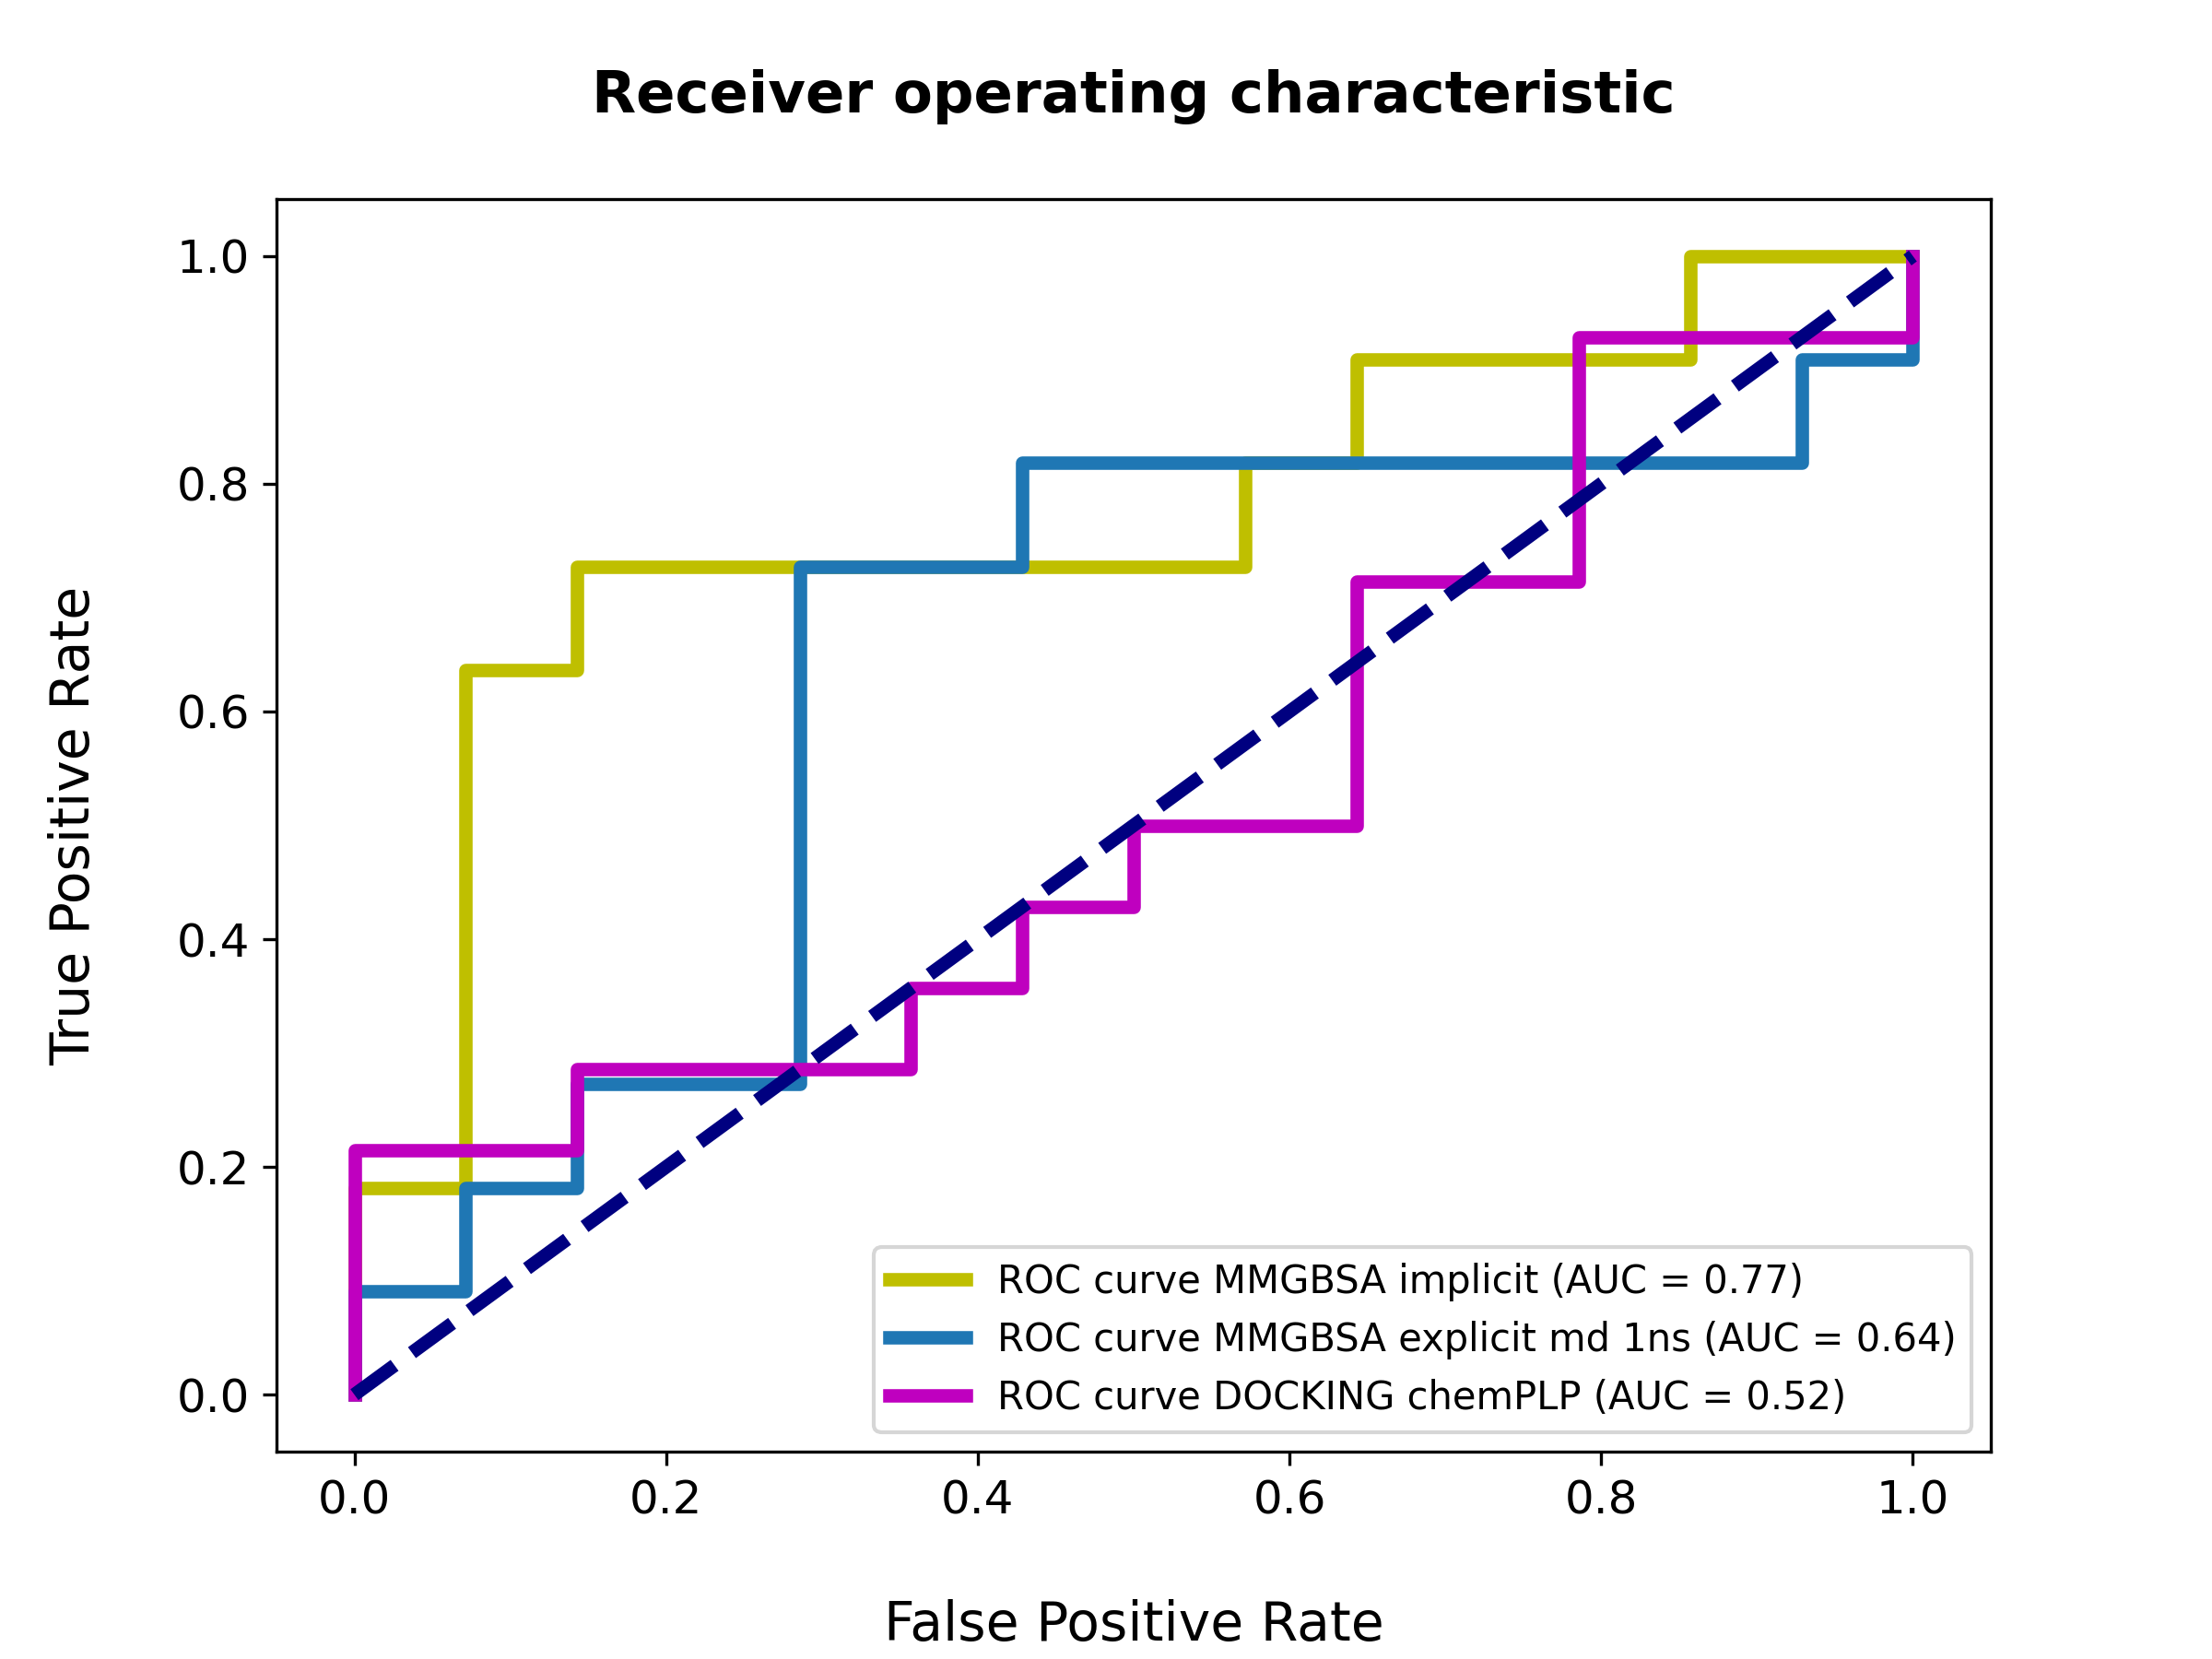 Receiver operating characteristic
1.0
0.8
0.6
0.4
0.2
0.0
True Positive Rate
ROC curve MMGBSA implicit (AUC = 0.77)
ROC curve MMGBSA explicit md 1ns (AUC = 0.64)
ROC curve DOCKING chemPLP (AUC = 0.52)
0.0 0.2 0.4 0.6 0.8 1.0
False Positive Rate